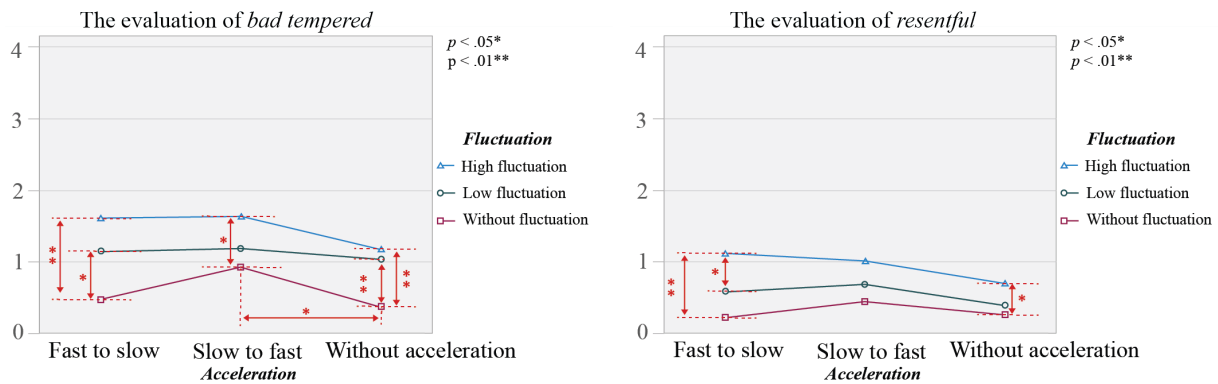 The evaluation of bad tempered
4
3
2
1
0
p < .05*
p < .01**
Fluctuation
High fluctuation
Low fluctuation
Without fluctuation
**
*
*
**
**
*
Fast to slow
Slow to fast
Without acceleration
Acceleration
The evaluation of resentful
4
3
2
1
0
p < .05*
p < .01**
Fluctuation
High fluctuation
Low fluctuation
Without fluctuation
**
*
*
Fast to slow
Slow to fast
Without acceleration
Acceleration